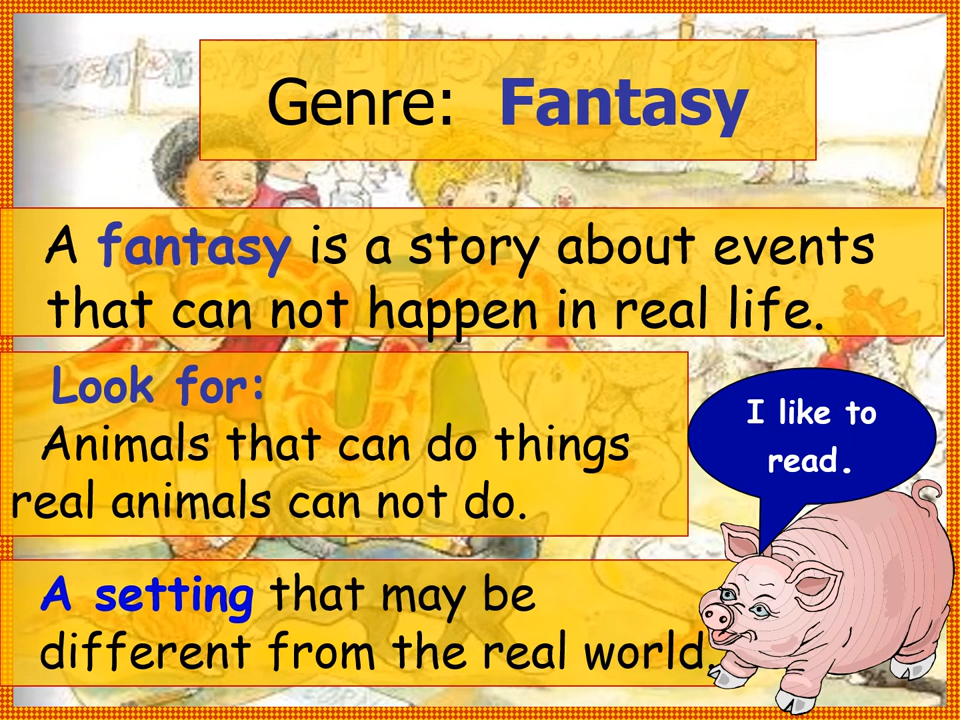 Genre: Fantasy
A fantasy is a story about events
that can not happen in real life.
Look for:
Animals that can do things
real animals can not do.
I like to
read.
A setting that may be
different from the real world.